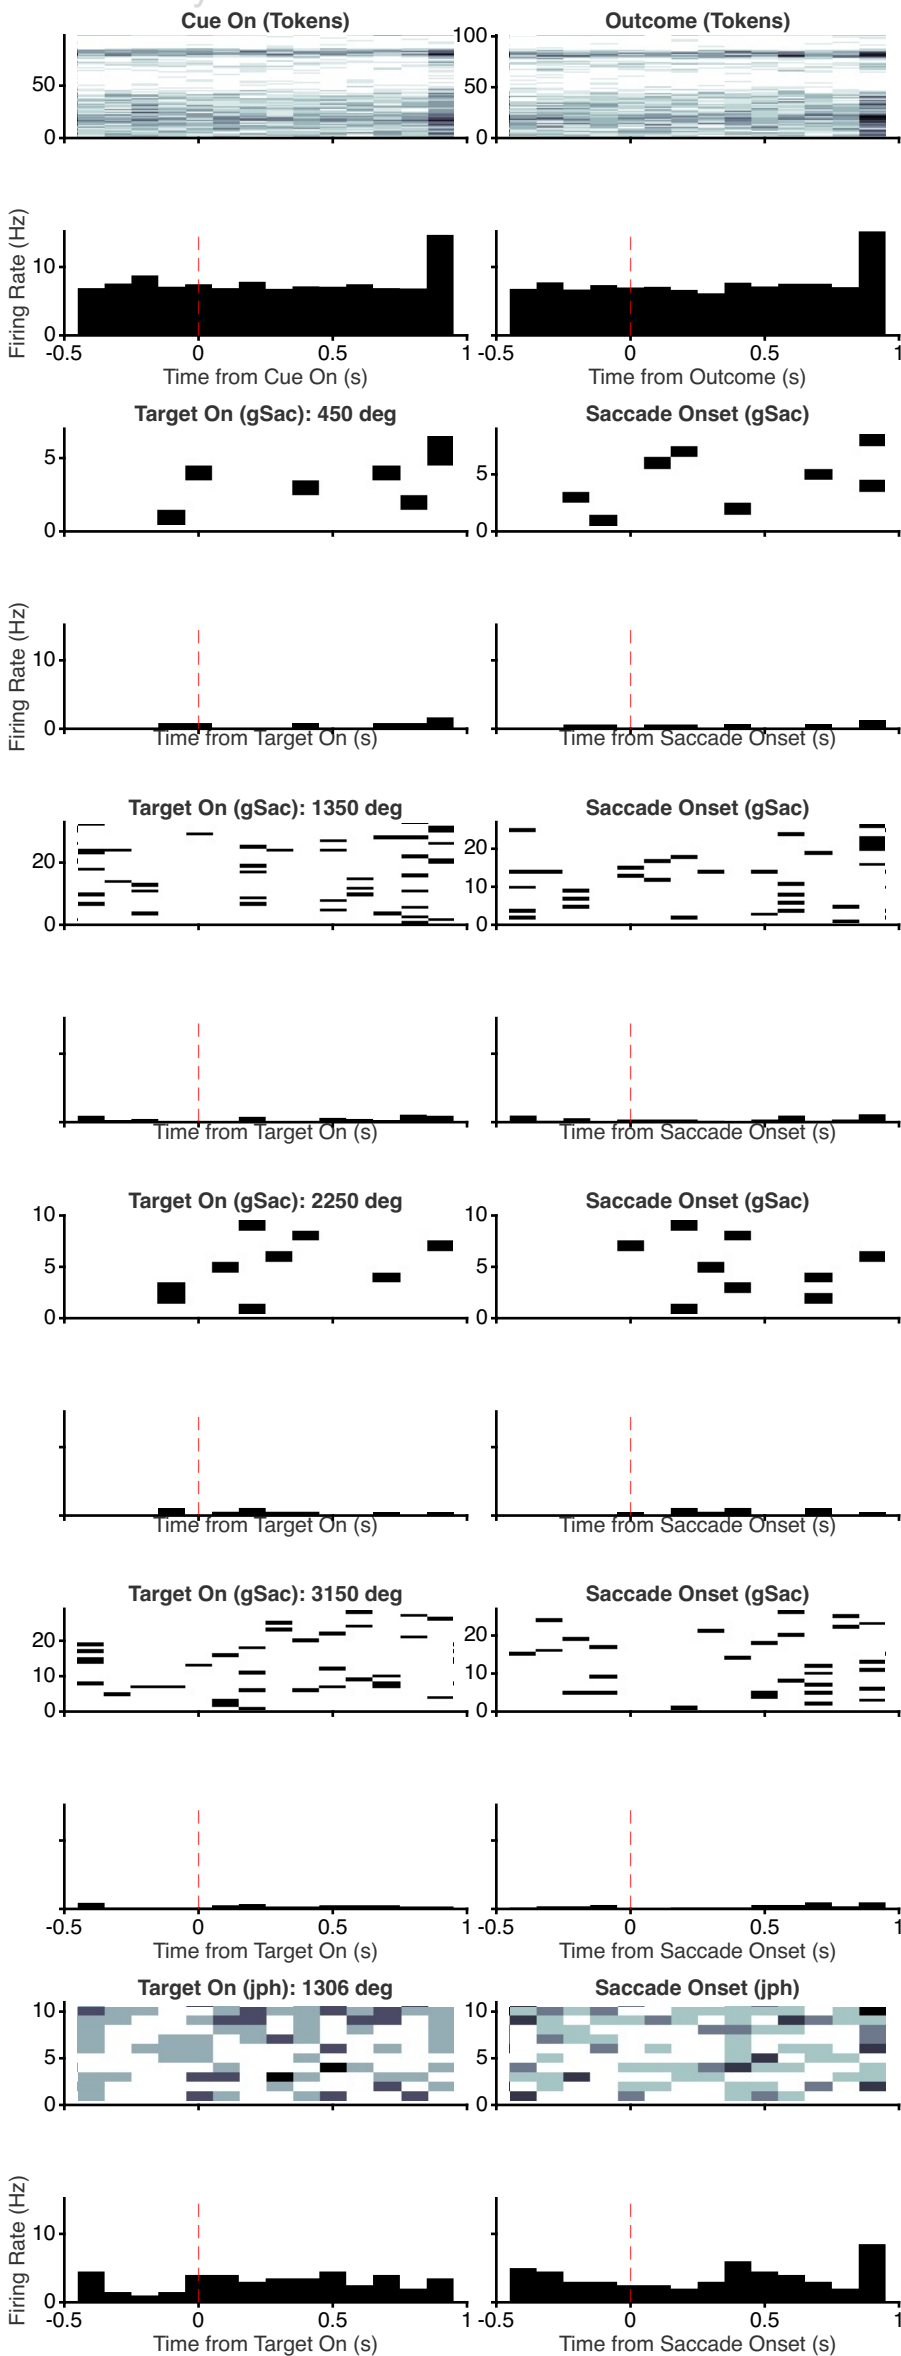 Cue On (Tokens) Outcome (Tokens)
100
50 50
0 0
Firing Rate (Hz)
10
0
-0.5 0 0.5 1 -0.5 0 0.5 1
Time from Cue On (s) Time from Outcome (s)
Target On (gSac): 450 deg Saccade Onset (gSac)
5 5
0 0
Firing Rate (Hz)
10
0
Time from Target On (s) Time from Saccade Onset (s)
Target On (gSac): 1350 deg Saccade Onset (gSac)
20 20
10
0 0
Time from Target On (s) Time from Saccade Onset (s)
Target On (gSac): 2250 deg Saccade Onset (gSac)
10 10
5 5
0 0
Time from Target On (s) Time from Saccade Onset (s)
Target On (gSac): 3150 deg Saccade Onset (gSac)
20 20
10 10
0 0
-0.5 0 0.5 1 -0.5 0 0.5 1
Time from Target On (s) Time from Saccade Onset (s)
Target On (jph): 1306 deg Saccade Onset (jph)
10 10
5 5
0 0
Firing Rate (Hz)
10
0
-0.5 0 0.5 1 -0.5 0 0.5 1
Time from Target On (s) Time from Saccade Onset (s)